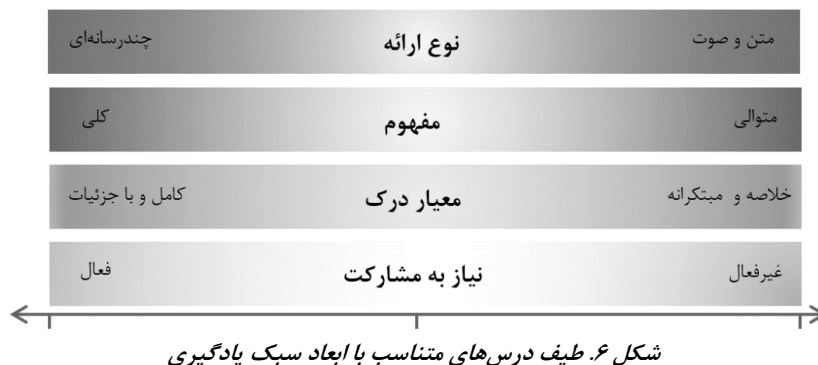 متن و صوت نوع ارائه چندرسانه‌ای
متوالی مفهوم کلی
خلاصه و مبتکرانه معیار درک کامل و با جزئیات
غیرفعال نیاز به مشارکت فعال
شکل ۶. طیف درس‌های متناسب با ابعاد سبک یادگیری